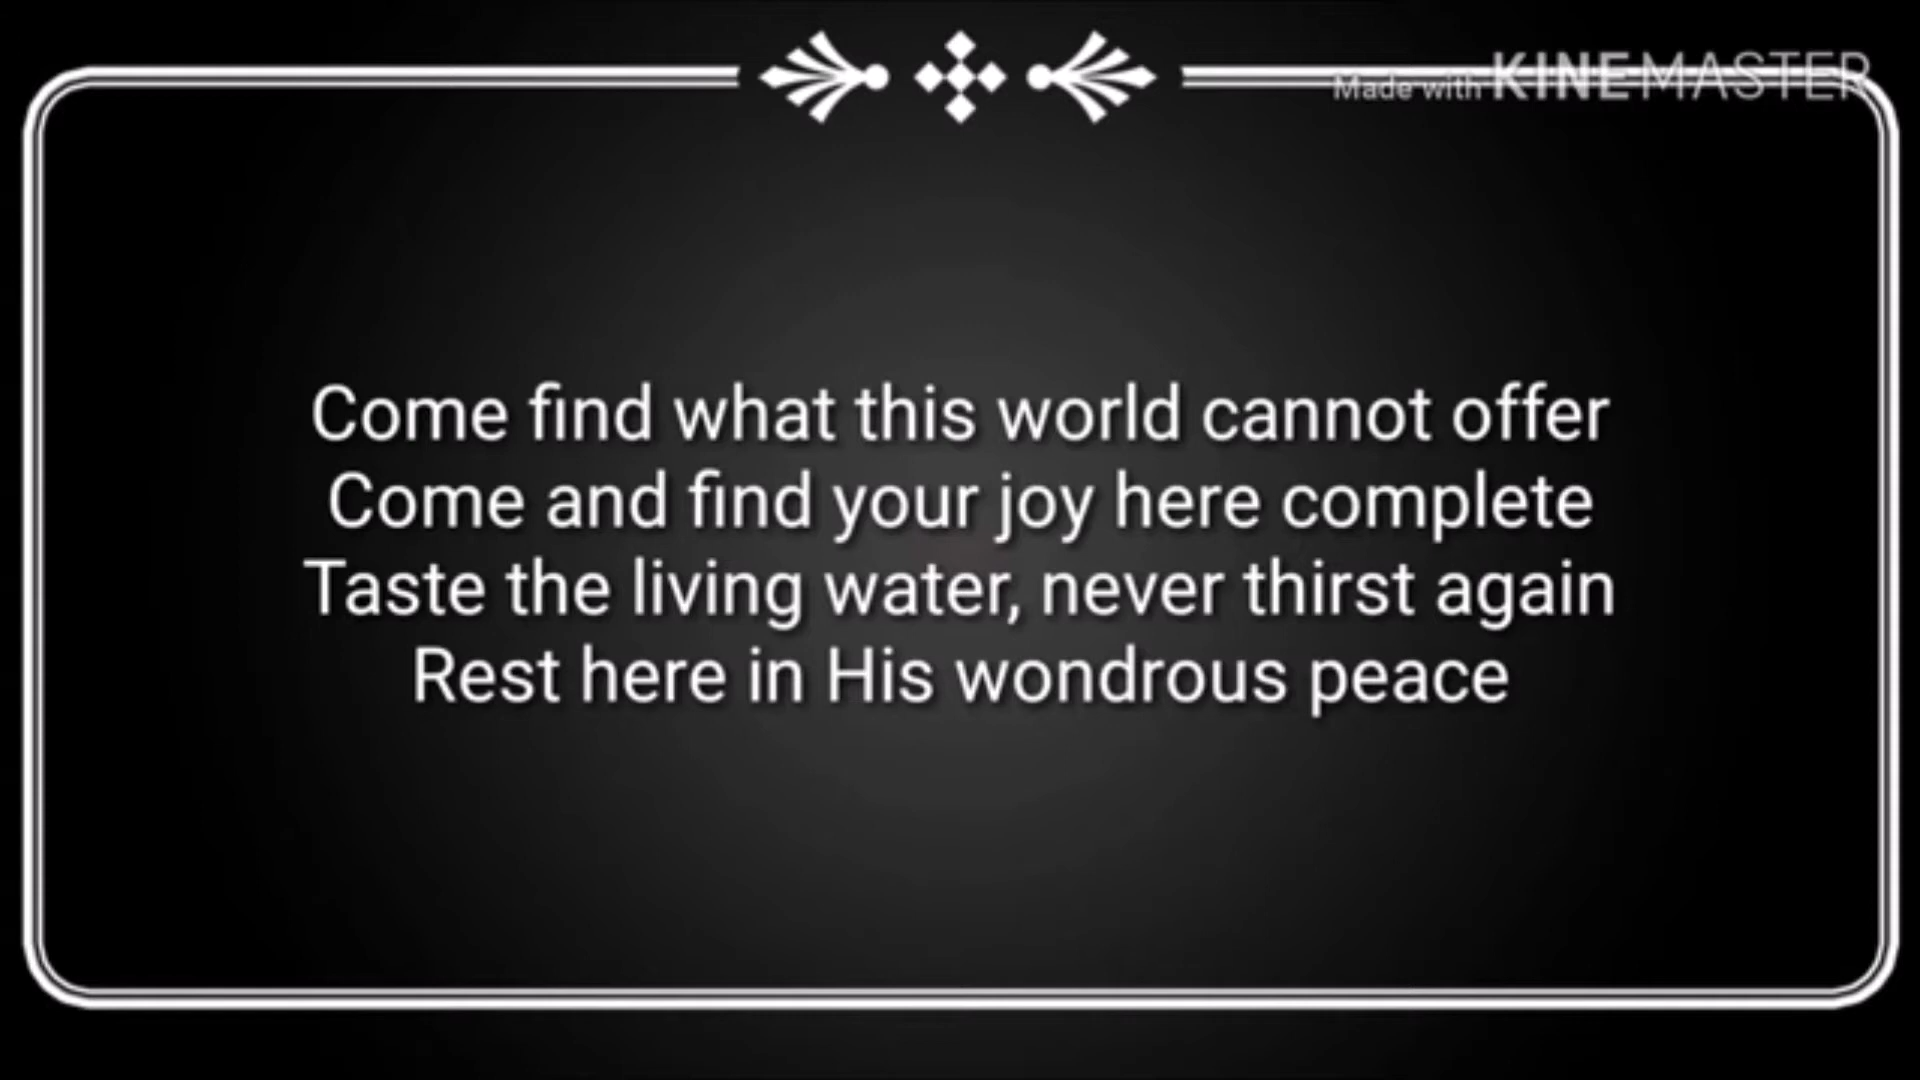 Made with KINEMASTER
Come find what this world cannot offer
Come and find your joy here complete
Taste the living water, never thirst again
Rest here in His wondrous peace